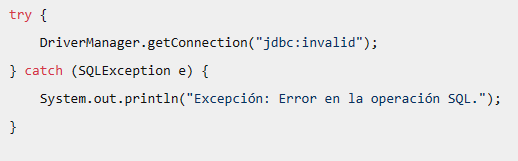 try {
    DriverManager.getConnection("jdbc:invalid");
} catch (SQLException e) {
    System.out.println("Excepción: Error en la operación SQL.");
}